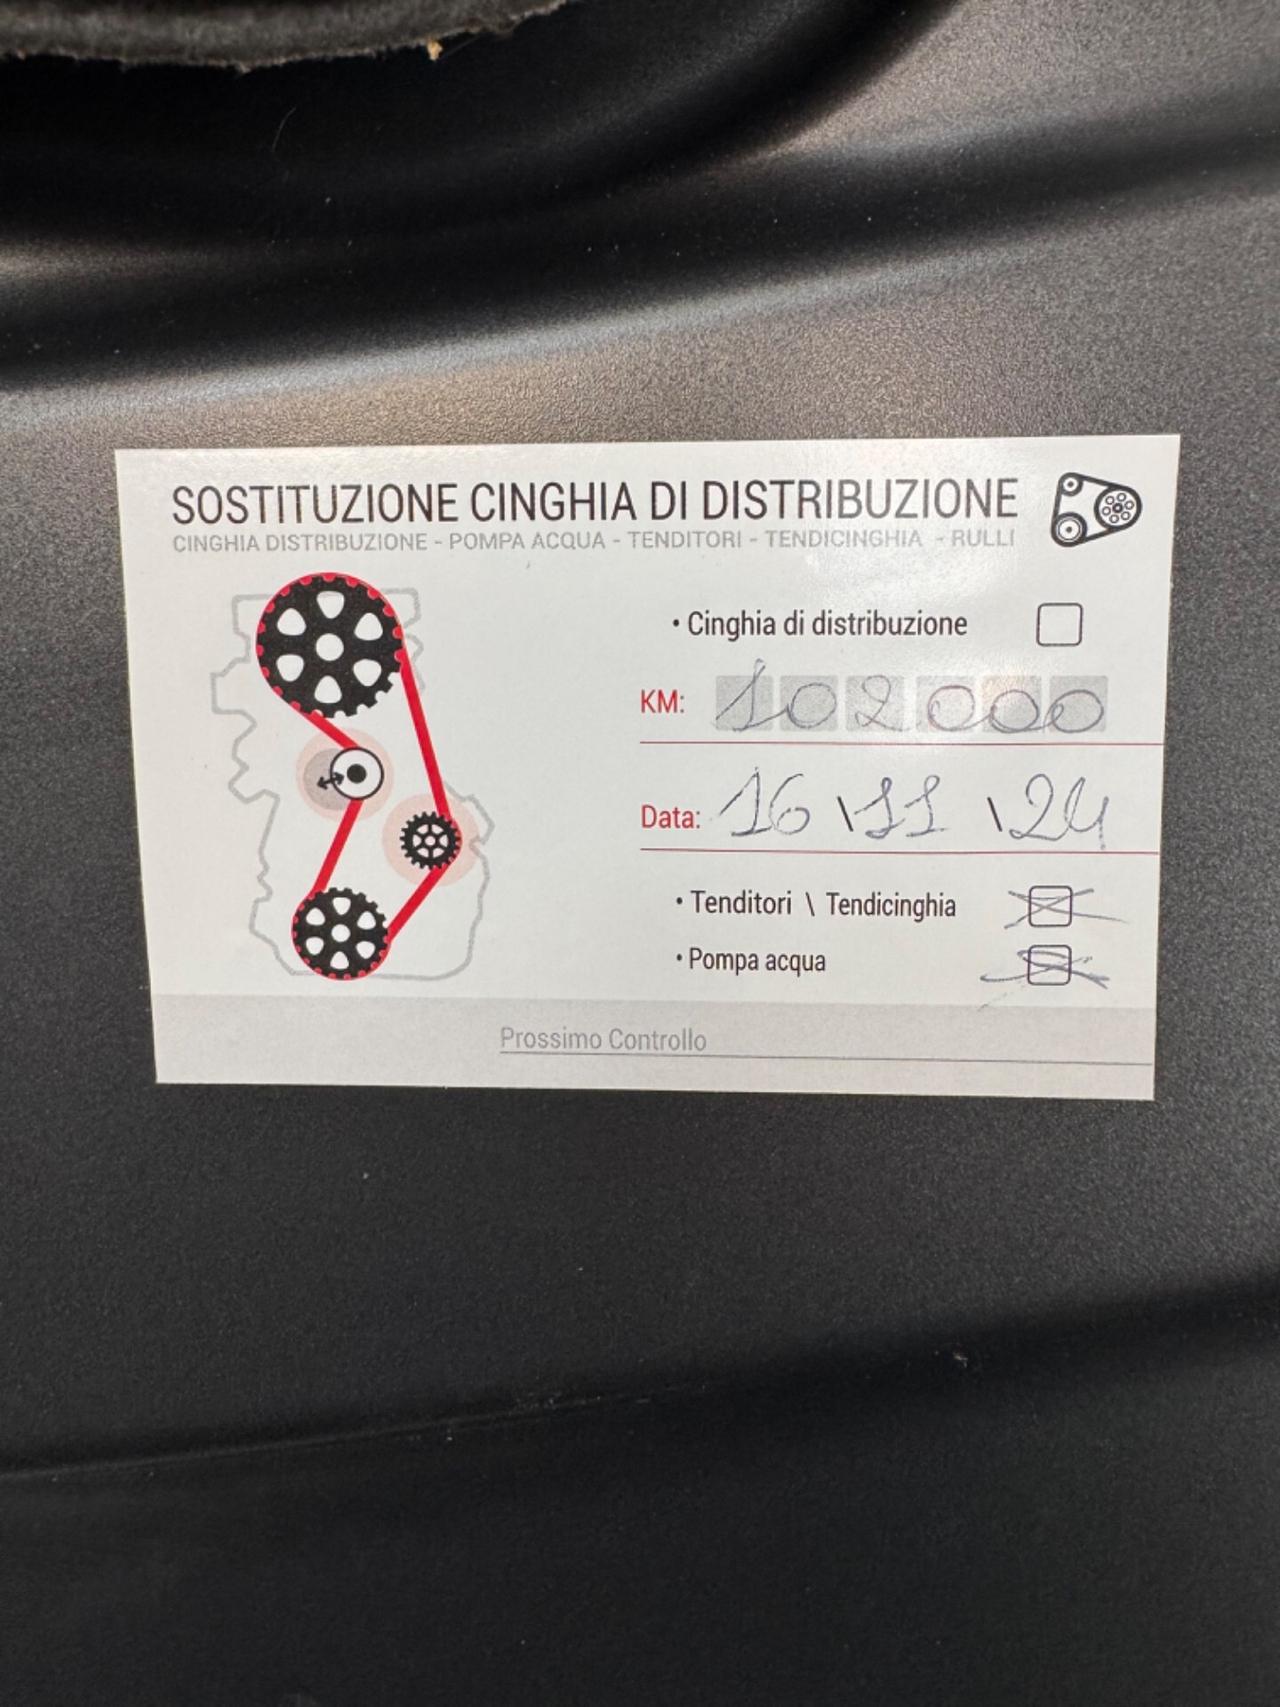 SOSTITUZIONE CINGHIA DI DISTRIBUZIONE
CINGHIA DISTRIBUZIONE - POMPA ACQUA - TENDITORI - TENDICINGHIA - RULLI
• Cinghia di distribuzione
KM: 102000
Data: 16 \11 \24
• Tenditori \ Tendicinghia
• Pompa acqua
Prossimo Controllo